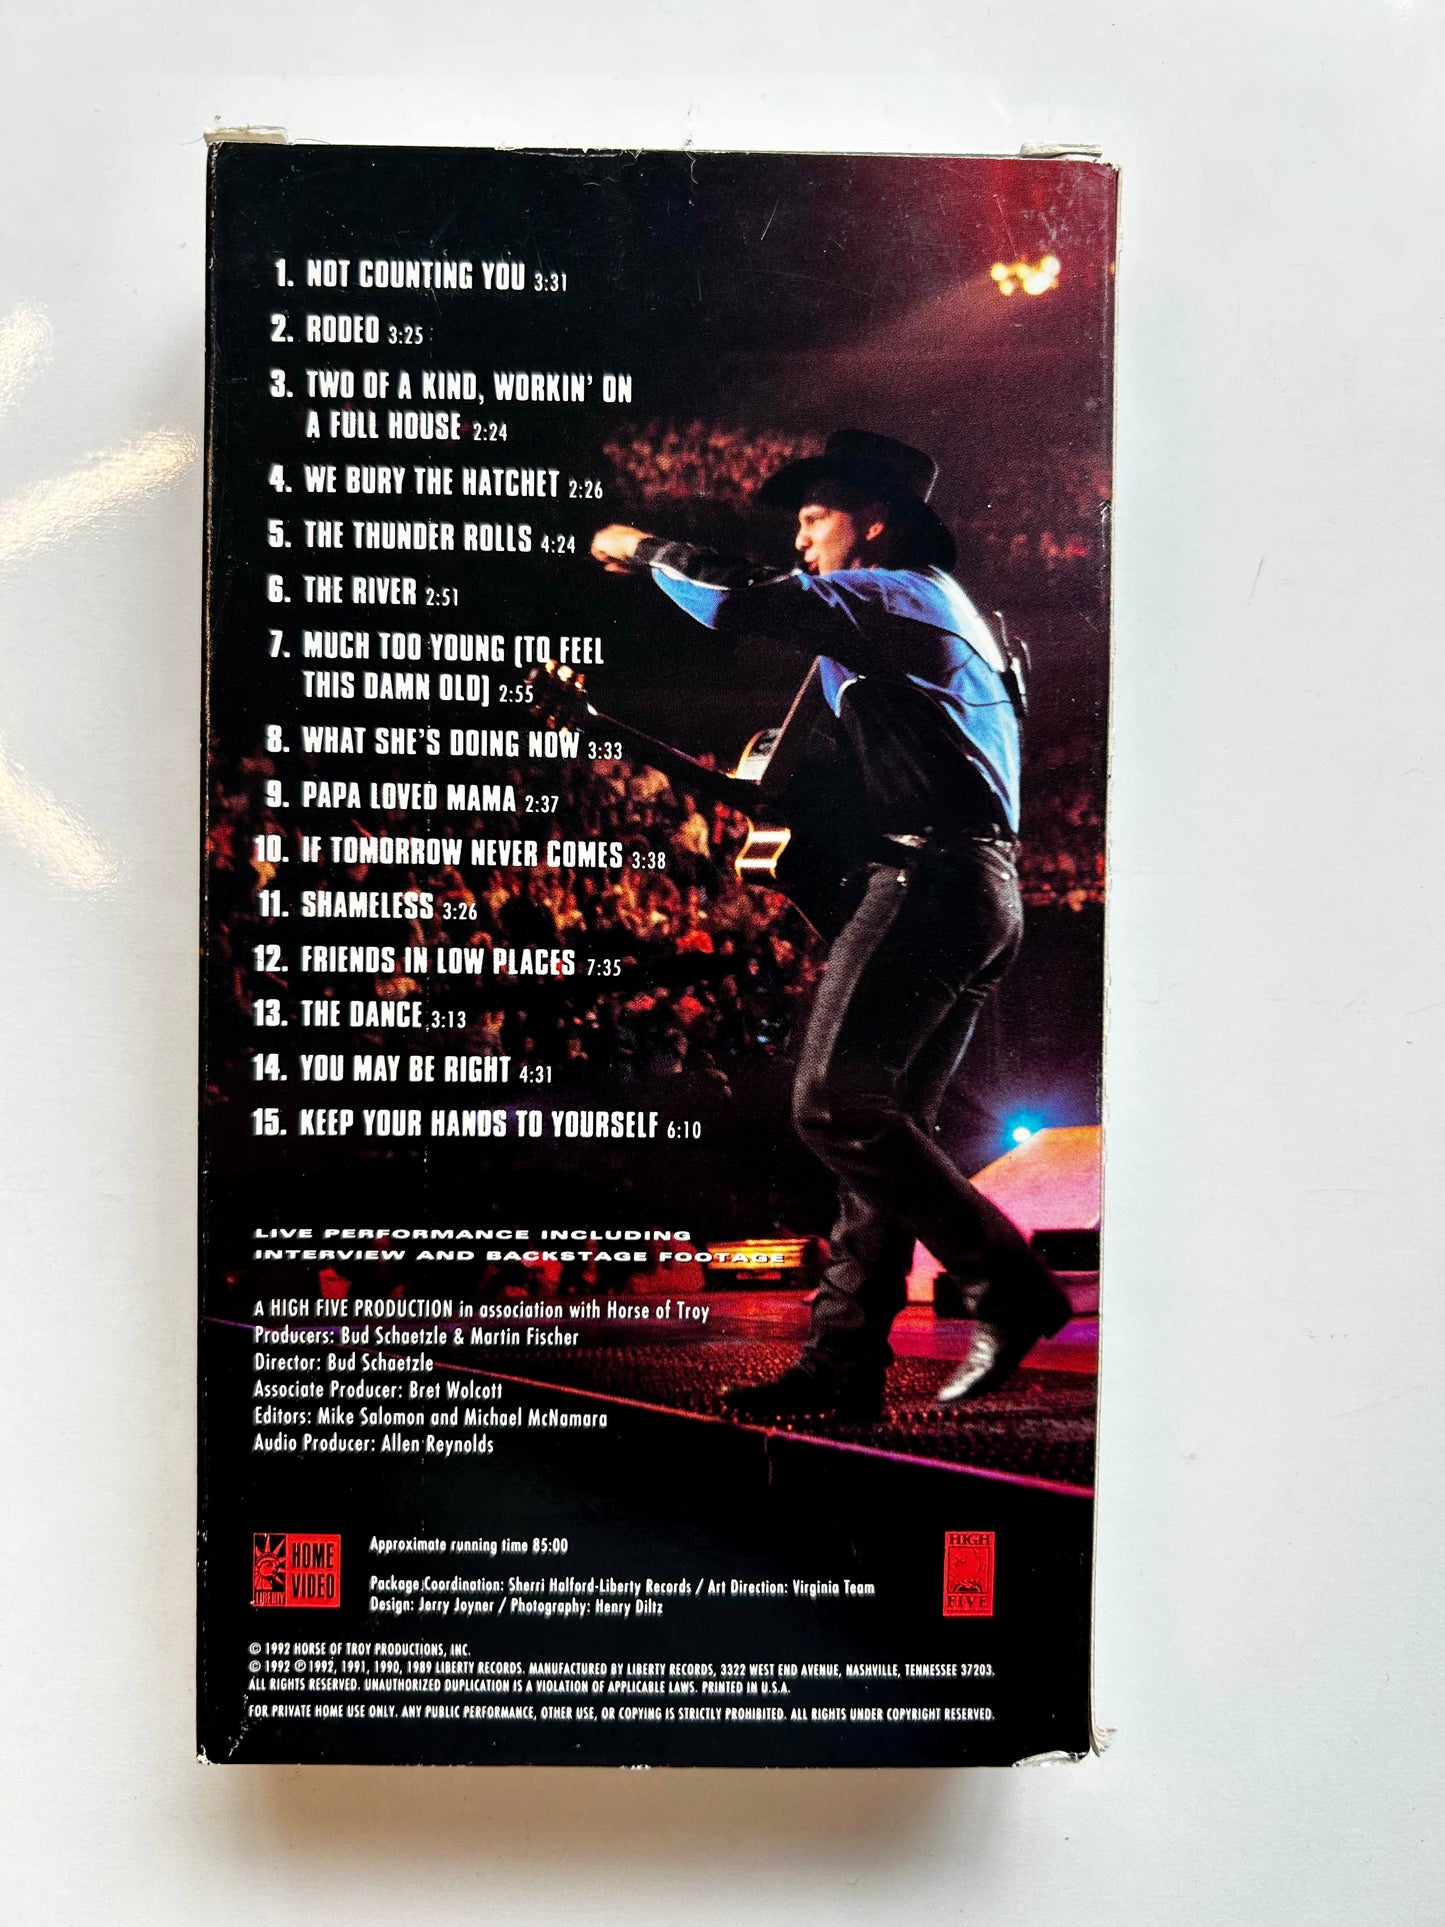 1. NOT COUNTING YOU 3:31
2. RODEO 3:25
3. TWO OF A KIND, WORKIN' ON
A FULL HOUSE 2:24
4. WE BURY THE HATCHET 2:26
5. THE THUNDER ROLLS 4:24
6. THE RIVER 2:51
7. MUCH TOO YOUNG (TO FEEL
THIS DAMN OLD) 2:55
8. WHAT SHE'S DOING NOW 3:33
9. PAPA LOVED MAMA 2:37
10. IF TOMORROW NEVER COMES 3:38
11. SHAMELESS 3:26
12. FRIENDS IN LOW PLACES 7:35
13. THE DANCE 3:13
14. YOU MAY BE RIGHT 4:31
15. KEEP YOUR HANDS TO YOURSELF 6:10
LIVE PERFORMANCE INCLUDING
INTERVIEW AND BACKSTAGE FOOTAGE
A HIGH FIVE PRODUCTION in association with Horse of Troy
Producers: Bud Schaetzle & Martin Fischer
Director: Bud Schaetzle
Associate Producer: Bret Wolcott
Editors: Mike Salomon and Michael McNamara
Audio Producer: Allen Reynolds
LIBERTY
HOME
VIDEO
Approximate running time 85:00
Package Coordination: Sherri Halford-Liberty Records / Art Direction: Virginia Team
Design: Jerry Joyner / Photography: Henry Diltz
HIGH
FIVE
© 1992 HORSE OF TROY PRODUCTIONS, INC.
© 1992 ℗ 1992, 1991, 1990, 1989 LIBERTY RECORDS. MANUFACTURED BY LIBERTY RECORDS, 3322 WEST END AVENUE, NASHVILLE, TENNESSEE 37203.
ALL RIGHTS RESERVED. UNAUTHORIZED DUPLICATION IS A VIOLATION OF APPLICABLE LAWS. PRINTED IN U.S.A.
FOR PRIVATE HOME USE ONLY. ANY PUBLIC PERFORMANCE, OTHER USE, OR COPYING IS STRICTLY PROHIBITED. ALL RIGHTS UNDER COPYRIGHT RESERVED.